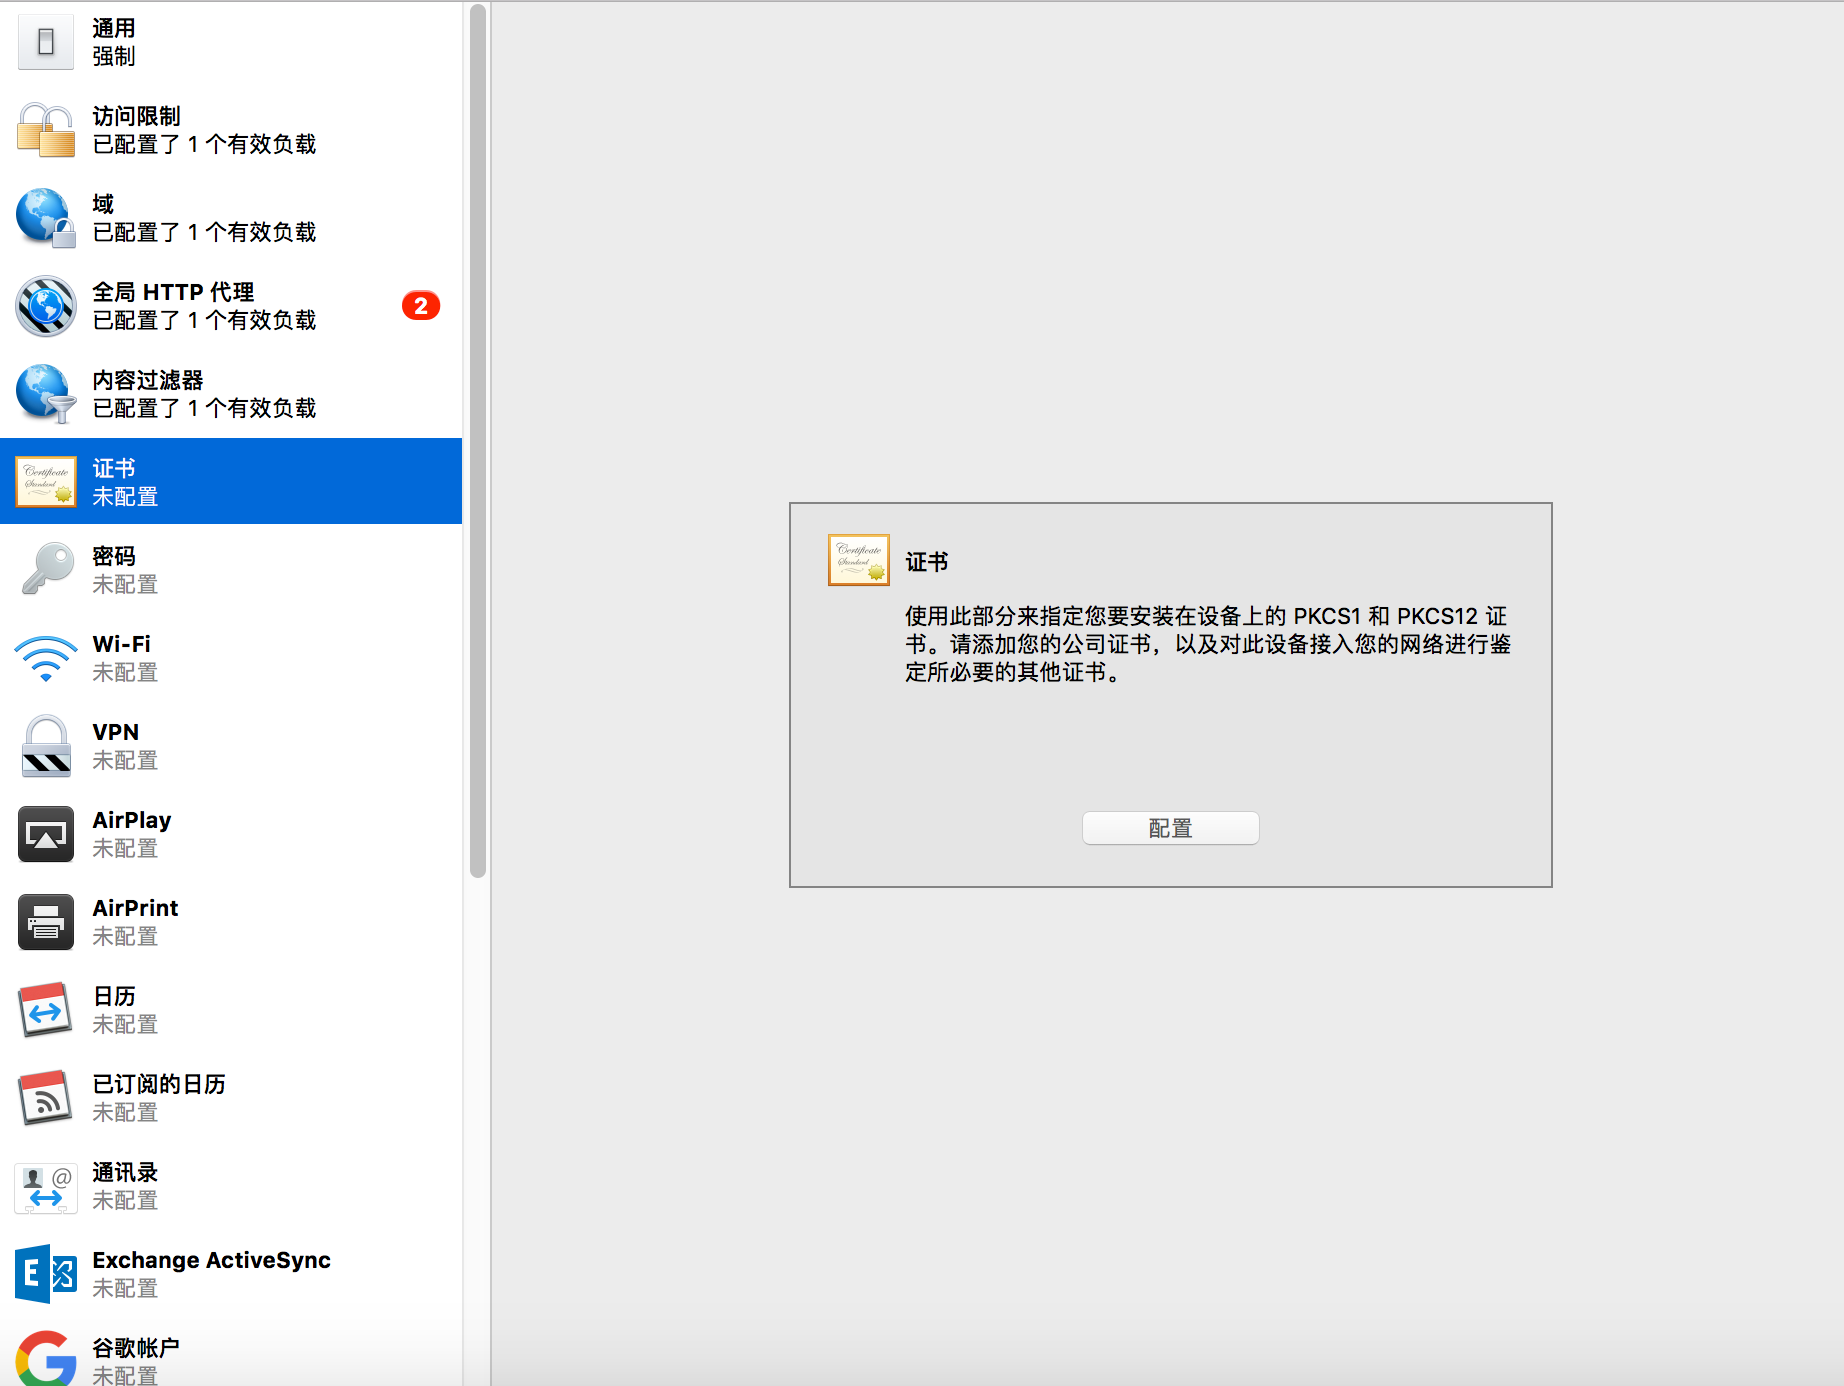 通用
强制
访问限制
已配置了 1 个有效负载
域
已配置了 1 个有效负载
全局 HTTP 代理
已配置了 1 个有效负载
2
内容过滤器
已配置了 1 个有效负载
Certificate
Standard
证书
未配置
密码
未配置
Wi-Fi
未配置
VPN
未配置
AirPlay
未配置
AirPrint
未配置
日历
未配置
已订阅的日历
未配置
@
通讯录
未配置
Exchange ActiveSync
未配置
谷歌帐户
未配置
Certificate
Standard
证书
使用此部分来指定您要安装在设备上的 PKCS1 和 PKCS12 证
书。请添加您的公司证书，以及对此设备接入您的网络进行鉴
定所必要的其他证书。
配置